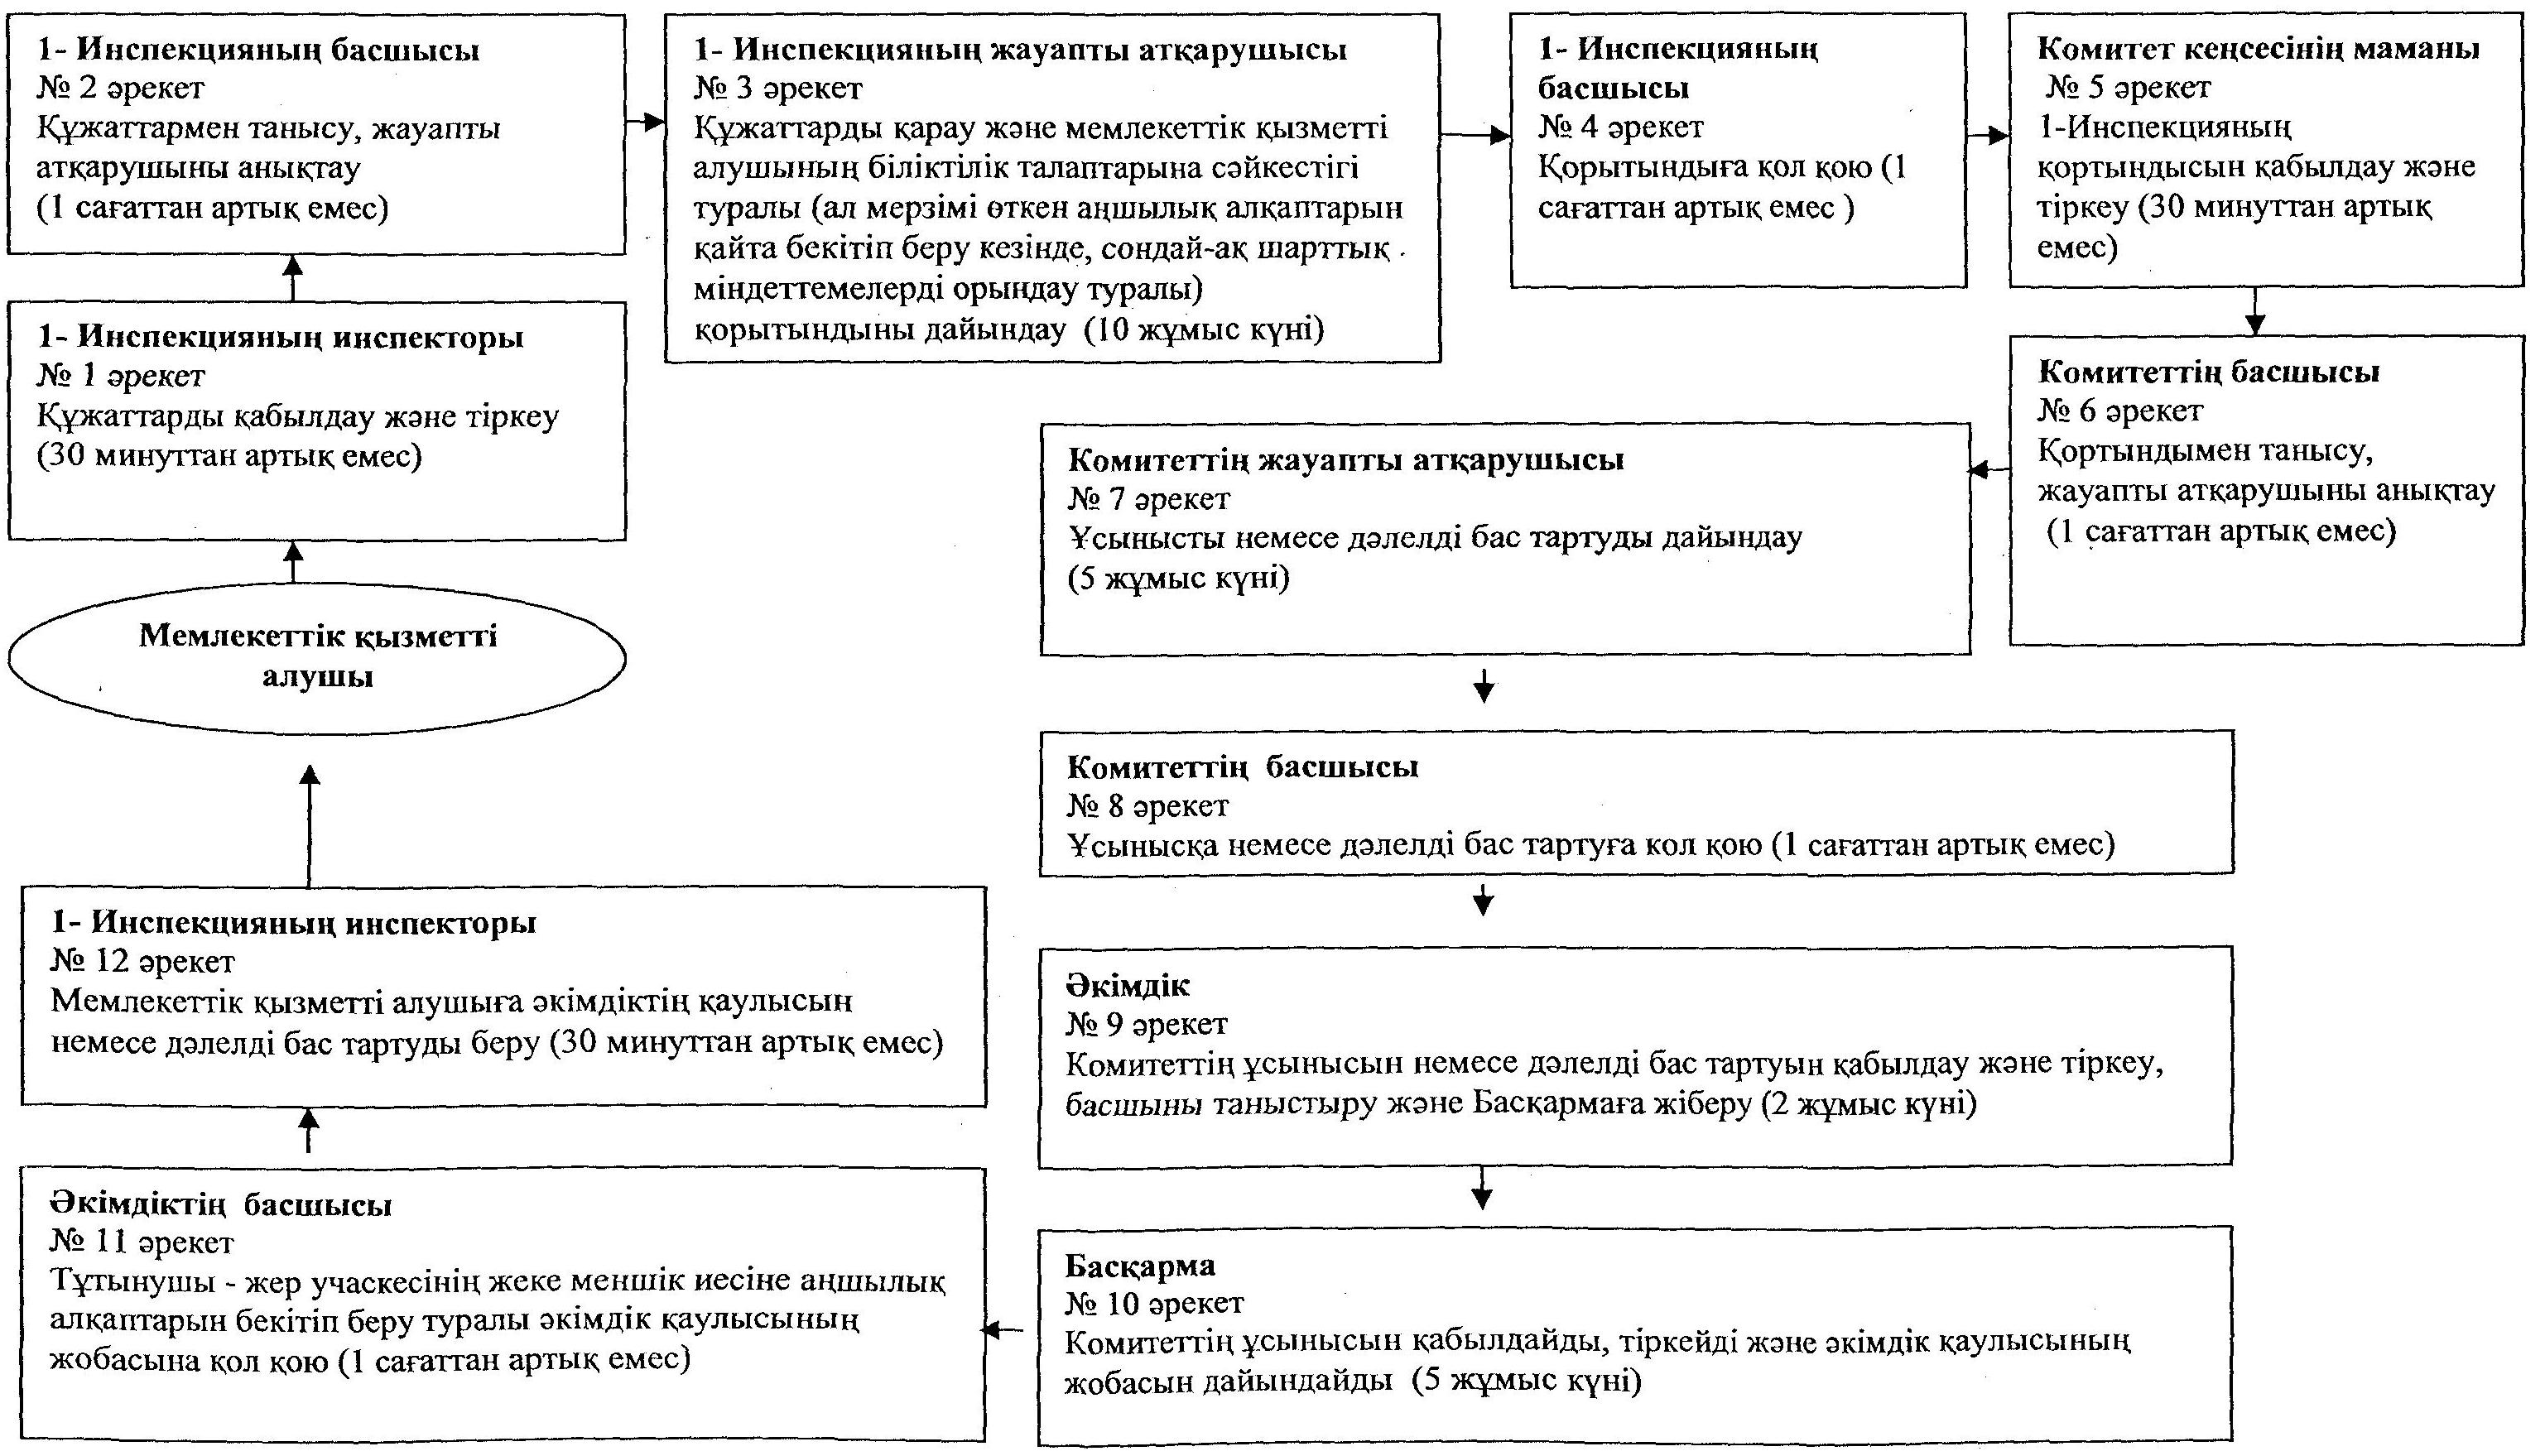 1- Инспекцияның басшысы
№ 2 әрекет
Құжаттармен танысу, жауапты
атқарушыны анықтау
(1 сағаттан артық емес)
1- Инспекцияның жауапты атқарушысы
№ 3 әрекет
Құжаттарды қарау және мемлекеттік қызметті
алушының біліктілік талаптарына сәйкестігі
туралы (ал мерзімі өткен аңшылық алқаптарын
қайта бекітіп беру кезінде, сондай-ақ шарттық
міндеттемелерді орындау туралы)
қорытындыны дайындау (10 жұмыс күні)
1- Инспекцияның
басшысы
№ 4 әрекет
Қорытындыға қол қою (1
сағаттан артық емес )
Комитет кеңсесінің маманы
№ 5 әрекет
1-Инспекцияның
қортындысын қабылдау және
тіркеу (30 минуттан артық
емес)
1- Инспекцияның инспекторы
№ 1 әрекет
Құжаттарды қабылдау және тіркеу
(30 минуттан артық емес)
Комитеттің басшысы
№ 6 әрекет
Қортындымен танысу,
жауапты атқарушыны анықтау
(1 сағаттан артық емес)
Комитеттің жауапты атқарушысы
№ 7 әрекет
Ұсынысты немесе дәлелді бас тартуды дайындау
(5 жұмыс күні)
Мемлекеттік қызметті
алушы
Комитеттің басшысы
№ 8 әрекет
Ұсынысқа немесе дәлелді бас тартуға кол қою (1 сағаттан артық емес)
1- Инспекцияның инспекторы
№ 12 әрекет
Мемлекеттік қызметті алушыға әкімдіктің қаулысын
немесе дәлелді бас тартуды беру (30 минуттан артық емес)
Әкімдік
№ 9 әрекет
Комитеттің ұсынысын немесе дәлелді бас тартуын қабылдау және тіркеу,
басшыны таныстыру және Басқармаға жіберу (2 жұмыс күні)
Әкімдіктің басшысы
№ 11 әрекет
Тұтынушы - жер учаскесінің жеке меншік иесіне аңшылық
алқаптарын бекітіп беру туралы әкімдік қаулысының
жобасына қол қою (1 сағаттан артық емес)
Басқарма
№ 10 әрекет
Комитеттің ұсынысын қабылдайды, тіркейді және әкімдік қаулысының
жобасын дайындайды (5 жұмыс күні)